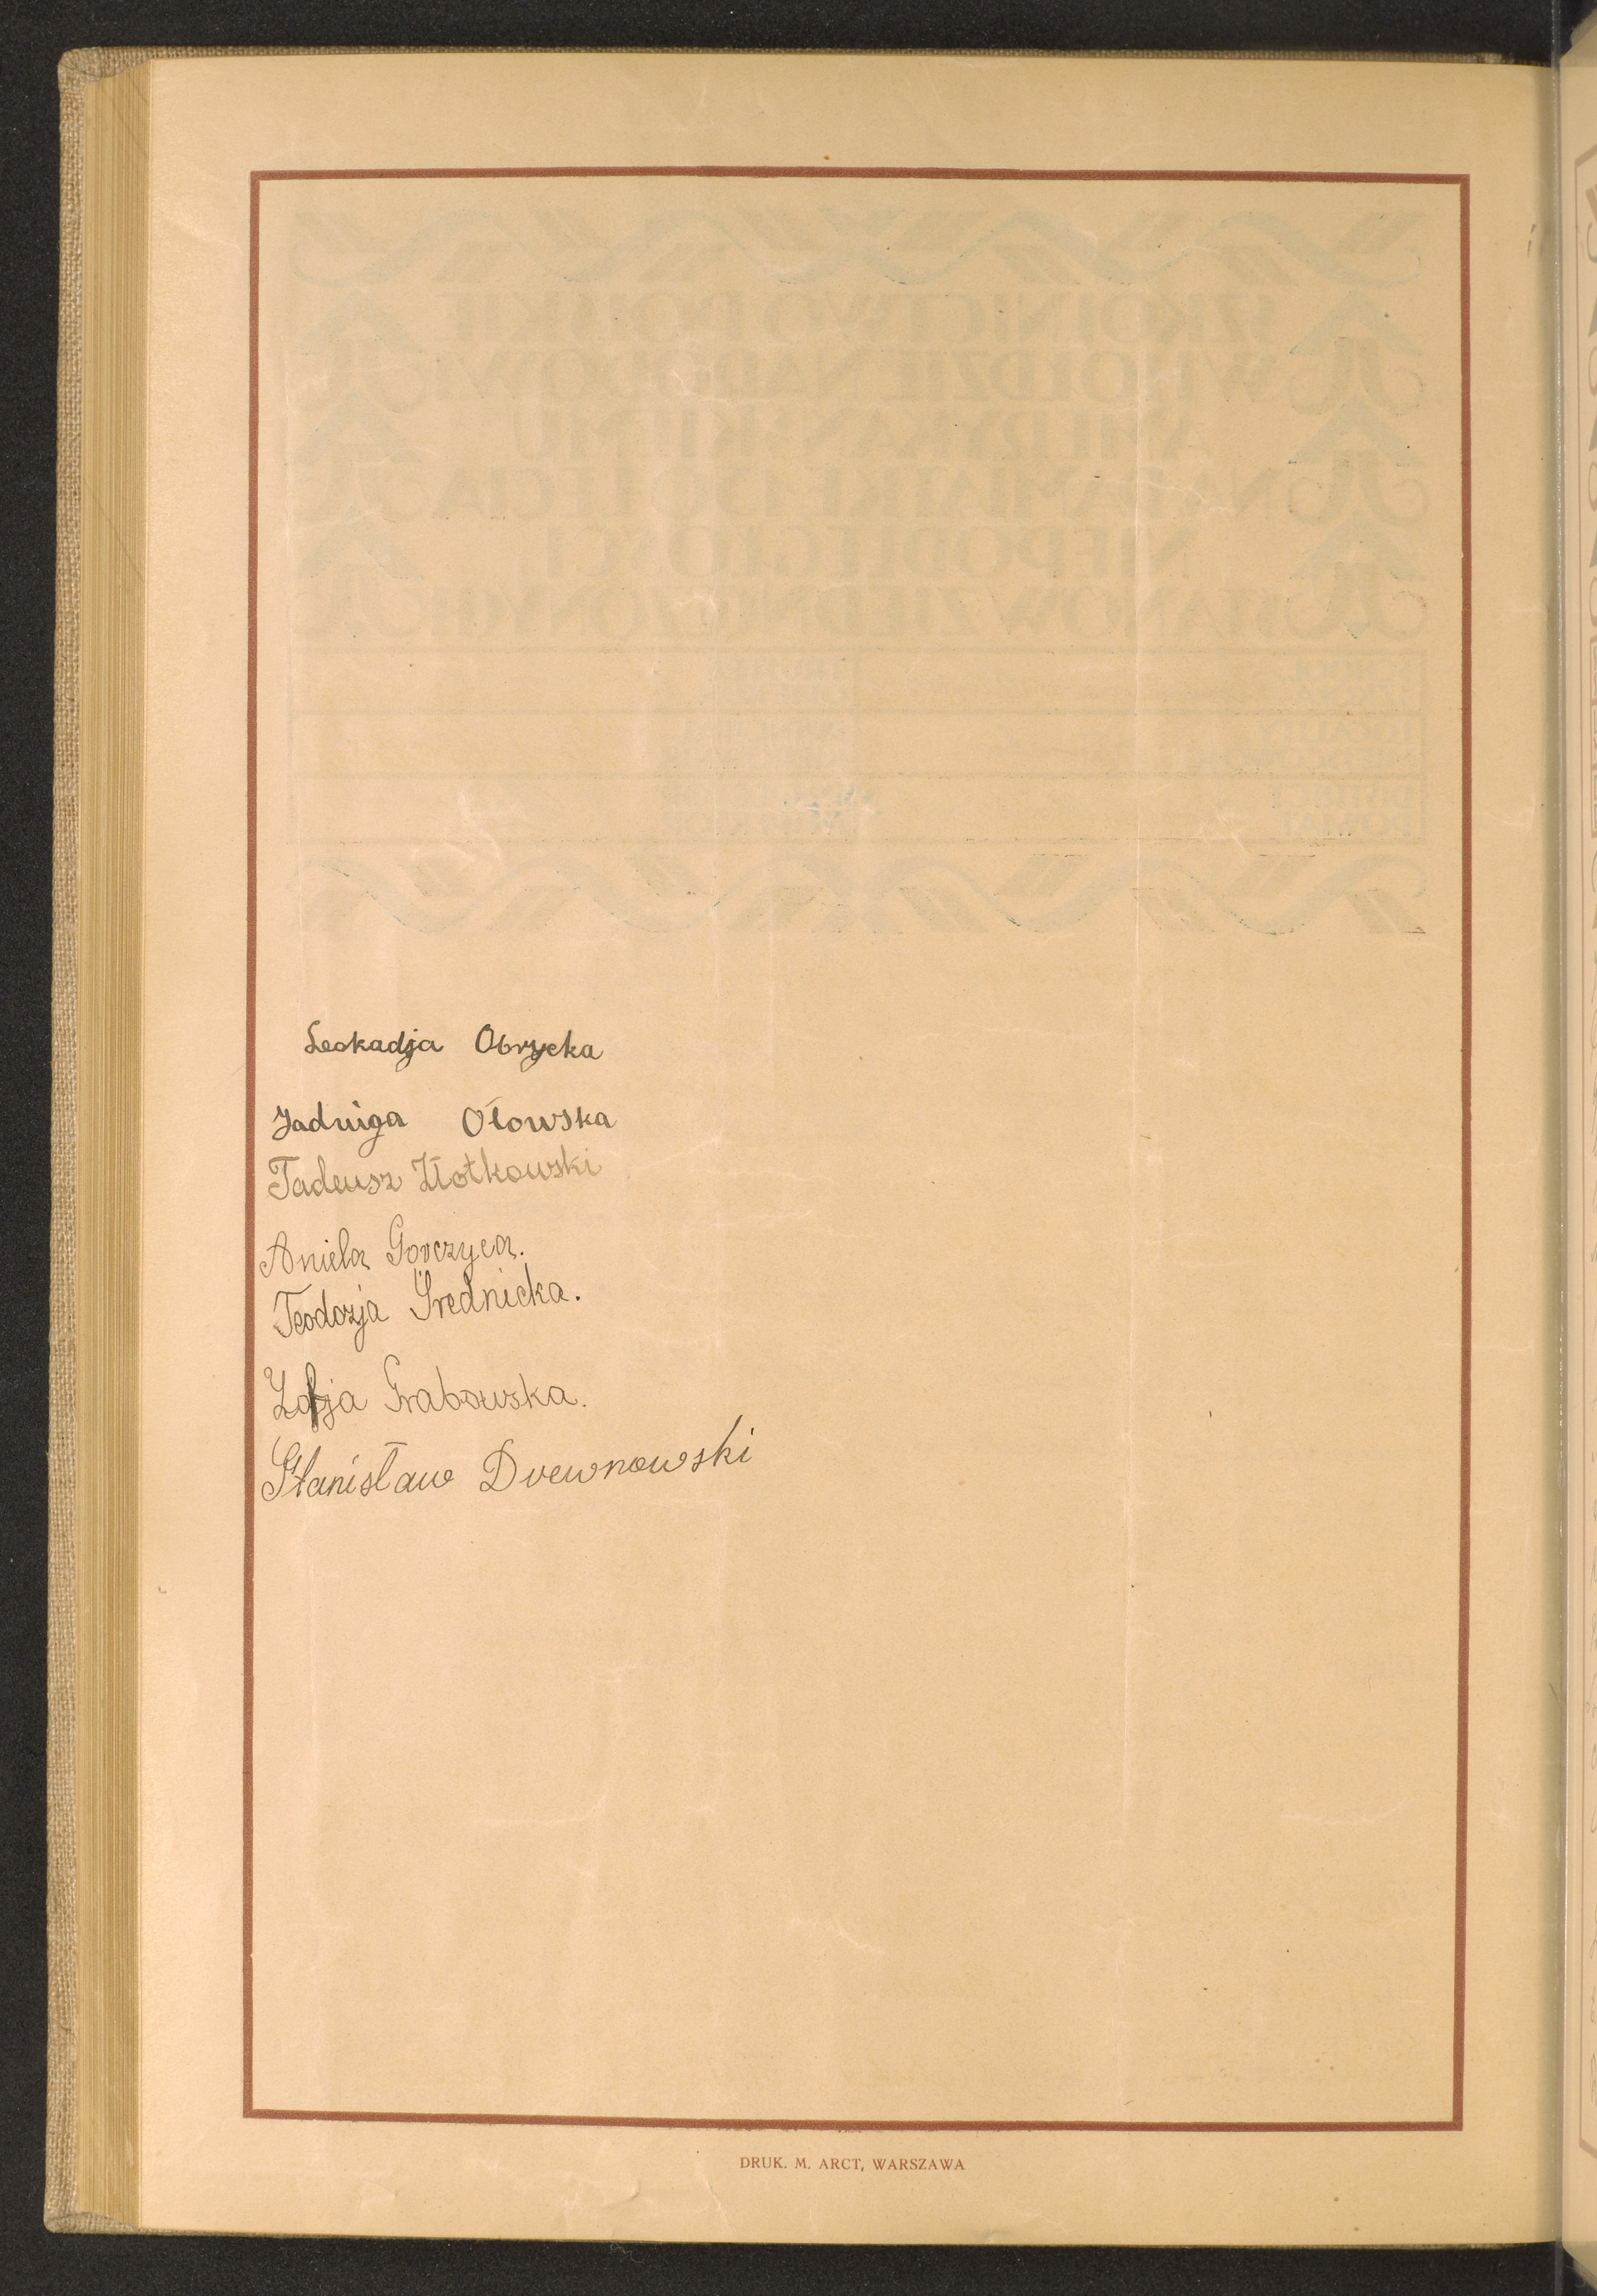 Leokadja Obrycka
Jadwiga Ołowska
Tadeusz Złotkowski
Aniela Gorczyca.
Teodozja Średnicka.
Zofja Grabowska.
Stanisław Drewnowski
DRUK. M. ARCT, WARSZAWA